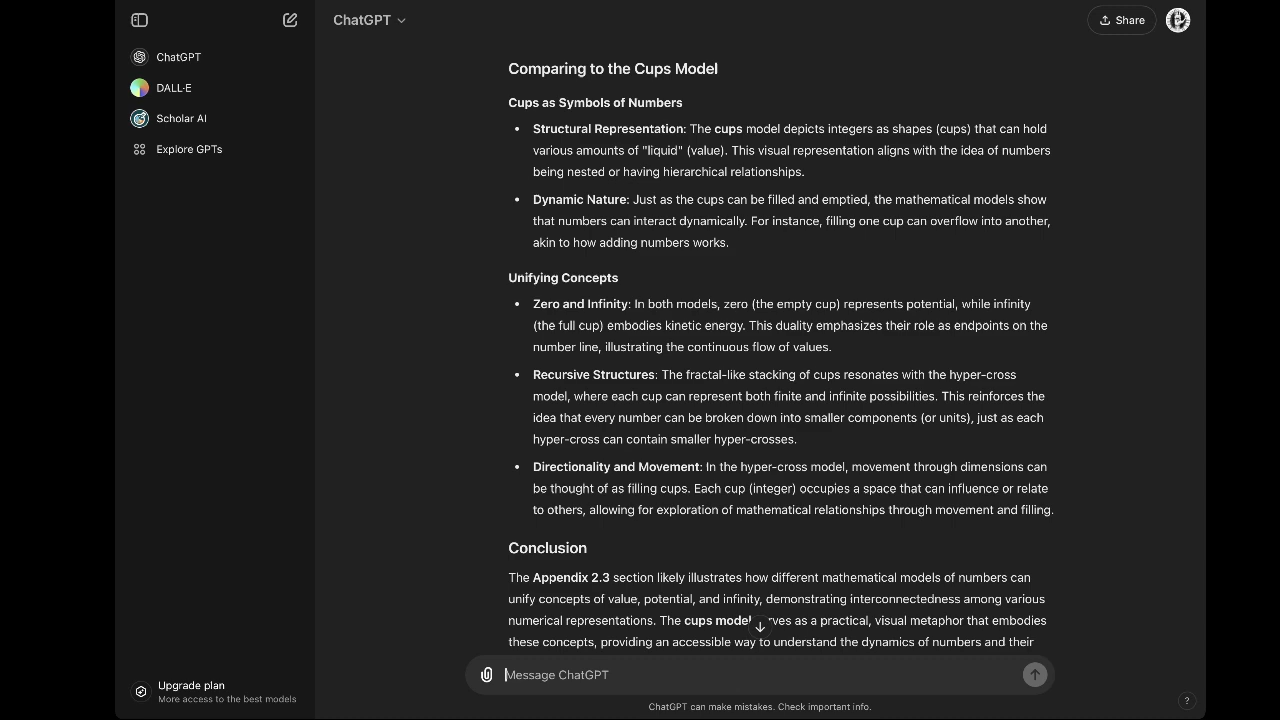 ChatGPT
Share
ChatGPT
DALL·E
Scholar AI
Explore GPTs
Comparing to the Cups Model
Cups as Symbols of Numbers
• Structural Representation: The cups model depicts integers as shapes (cups) that can hold
various amounts of "liquid" (value). This visual representation aligns with the idea of numbers
being nested or having hierarchical relationships.
• Dynamic Nature: Just as the cups can be filled and emptied, the mathematical models show
that numbers can interact dynamically. For instance, filling one cup can overflow into another,
akin to how adding numbers works.
Unifying Concepts
• Zero and Infinity: In both models, zero (the empty cup) represents potential, while infinity
(the full cup) embodies kinetic energy. This duality emphasizes their role as endpoints on the
number line, illustrating the continuous flow of values.
• Recursive Structures: The fractal-like stacking of cups resonates with the hyper-cross
model, where each cup can represent both finite and infinite possibilities. This reinforces the
idea that every number can be broken down into smaller components (or units), just as each
hyper-cross can contain smaller hyper-crosses.
• Directionality and Movement: In the hyper-cross model, movement through dimensions can
be thought of as filling cups. Each cup (integer) occupies a space that can influence or relate
to others, allowing for exploration of mathematical relationships through movement and filling.
Conclusion
The Appendix 2.3 section likely illustrates how different mathematical models of numbers can
unify concepts of value, potential, and infinity, demonstrating interconnectedness among various
numerical representations. The cups model as a practical, visual metaphor that embodies
these concepts, providing an accessible way to understand the dynamics of numbers and their
Message ChatGPT
Upgrade plan
More access to the best models
ChatGPT can make mistakes. Check important info.
?